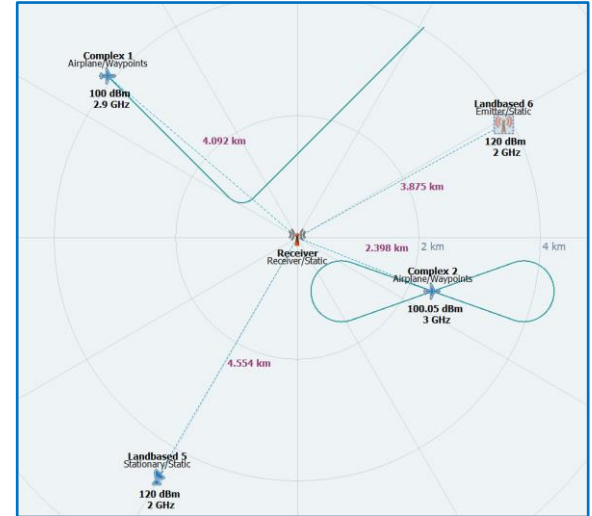 Complex 1
Airplane/Waypoints
100 dBm
2.9 GHz
Landbased 6
Emitter/Static
120 dBm
2 GHz
4.092 km
3.875 km
Receiver
Receiver/Static
2.398 km
2 km
4 km
Complex 2
Airplane/Waypoints
100.05 dBm
3 GHz
4.554 km
Landbased 5
Stationary/Static
120 dBm
2 GHz